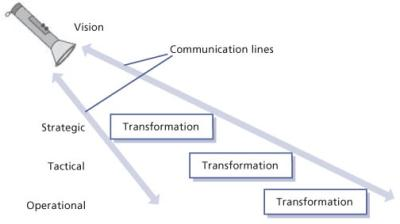 Vision
Communication lines
Strategic
Transformation
Tactical
Transformation
Operational
Transformation